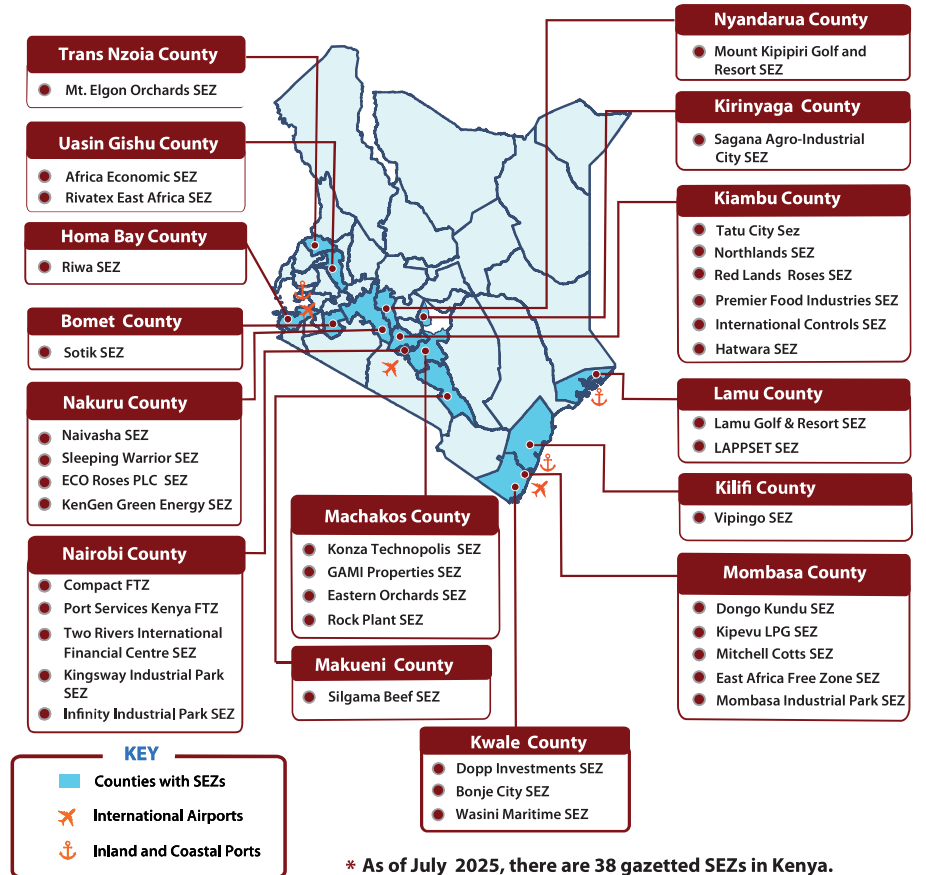 Trans Nzoia County
Mt. Elgon Orchards SEZ
Uasin Gishu County
Africa Economic SEZ
Rivatex East Africa SEZ
Homa Bay County
Riwa SEZ
Bomet County
Sotik SEZ
Nakuru County
Naivasha SEZ
Sleeping Warrior SEZ
ECO Roses PLC SEZ
KenGen Green Energy SEZ
Nairobi County
Compact FTZ
Port Services Kenya FTZ
Two Rivers International
Financial Centre SEZ
Kingsway Industrial Park
SEZ
Infinity Industrial Park SEZ
Machakos County
Konza Technopolis SEZ
GAMI Properties SEZ
Eastern Orchards SEZ
Rock Plant SEZ
Makueni County
Silgama Beef SEZ
Kwale County
Dopp Investments SEZ
Bonje City SEZ
Wasini Maritime SEZ
Nyandarua County
Mount Kipipiri Golf and
Resort SEZ
Kirinyaga County
Sagana Agro-Industrial
City SEZ
Kiambu County
Tatu City Sez
Northlands SEZ
Red Lands Roses SEZ
Premier Food Industries SEZ
International Controls SEZ
Hatwara SEZ
Lamu County
Lamu Golf & Resort SEZ
LAPPSET SEZ
Kilifi County
Vipingo SEZ
Mombasa County
Dongo Kundu SEZ
Kipevu LPG SEZ
Mitchell Cotts SEZ
East Africa Free Zone SEZ
Mombasa Industrial Park SEZ
KEY
Counties with SEZs
International Airports
Inland and Coastal Ports
* As of July 2025, there are 38 gazetted SEZs in Kenya.